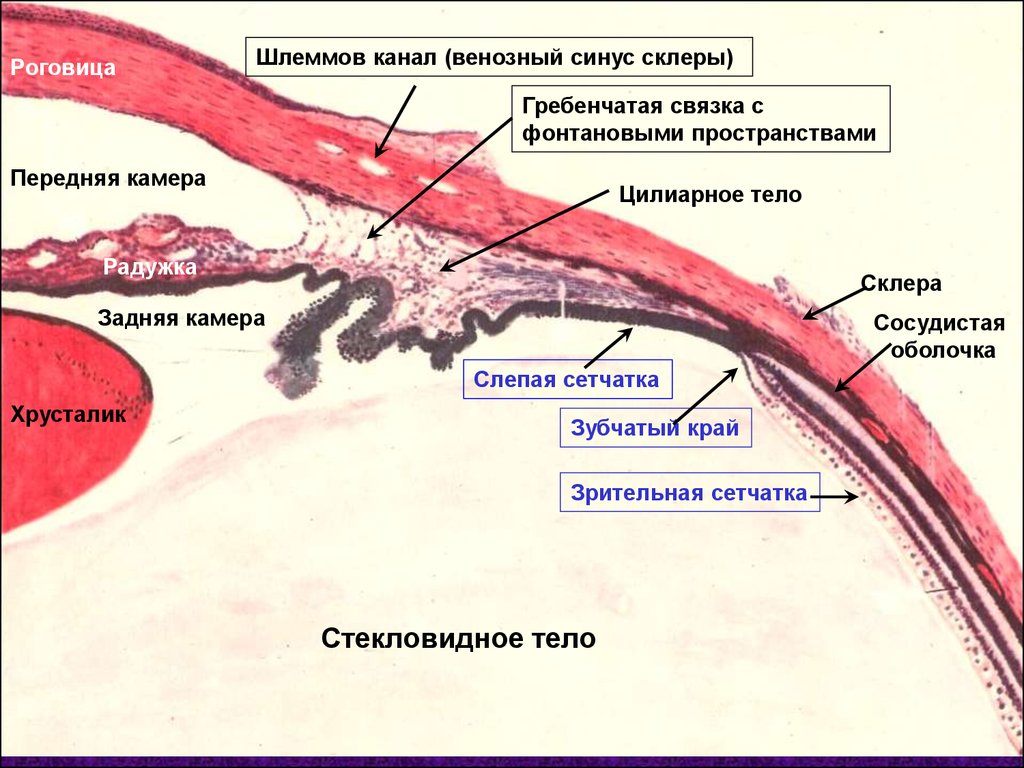 Роговица
Шлеммов канал (венозный синус склеры)
Гребенчатая связка с
фонтановыми пространствами
Передняя камера
Цилиарное тело
Радужка
Склера
Задняя камера
Сосудистая
оболочка
Слепая сетчатка
Хрусталик
Зубчатый край
Зрительная сетчатка
Стекловидное тело